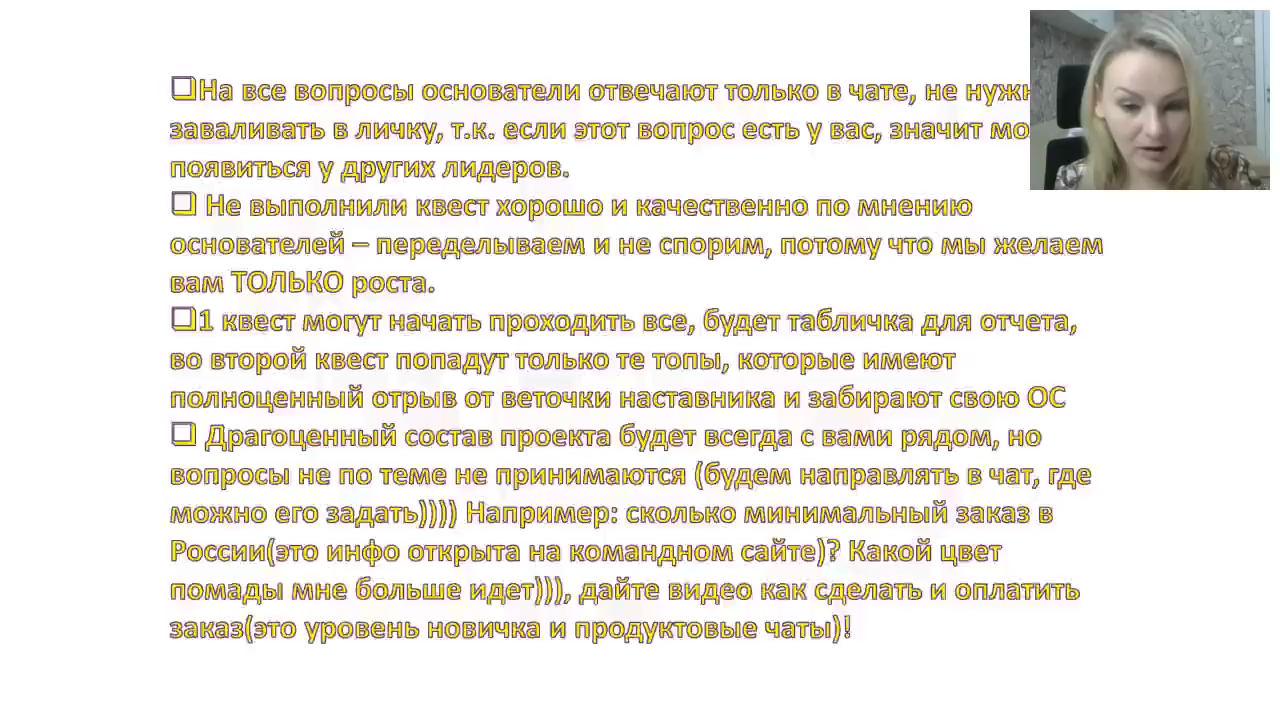 На все вопросы основатели отвечают только в чате, не
заваливать в личку, т.к. если этот вопрос есть у вас, значит
появиться у других лидеров.
Не выполнили квест хорошо и качественно по мнению
основателей – переделываем и не спорим, потому что мы желаем
вам ТОЛЬКО роста.
1 квест могут начать проходить все, будет табличка для отчета,
во второй квест попадут только те топы, которые имеют
полноценный отрыв от веточки наставника и забирают свою ОС
Драгоценный состав проекта будет всегда с вами рядом, но
вопросы не по теме не принимаются (будем направлять в чат, где
можно его задать)))) Например: сколько минимальный заказ в
России(это инфо открыта на командном сайте)? Какой цвет
помады мне больше идет))), дайте видео как сделать и оплатить
заказ(это уровень новичка и продуктовые чаты)!